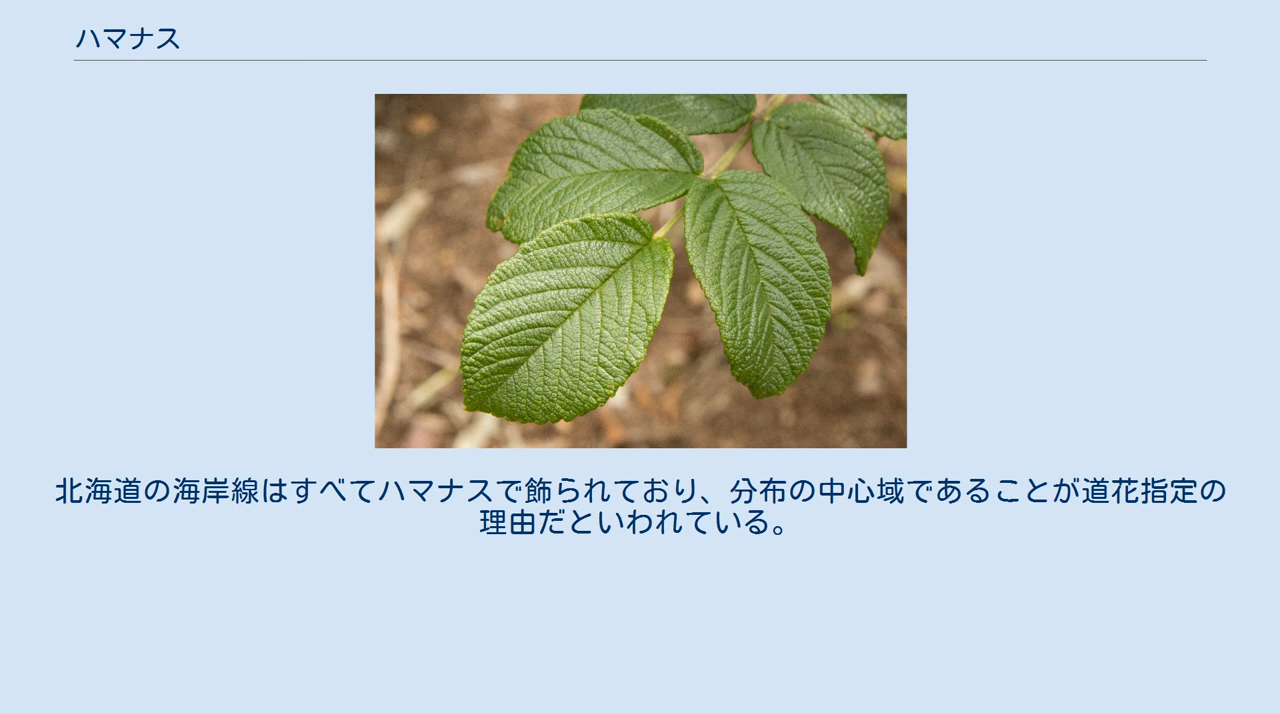 ハマナス
北海道の海岸線はすべてハマナスで飾られており、分布の中心域であることが道花指定の
理由だといわれている。